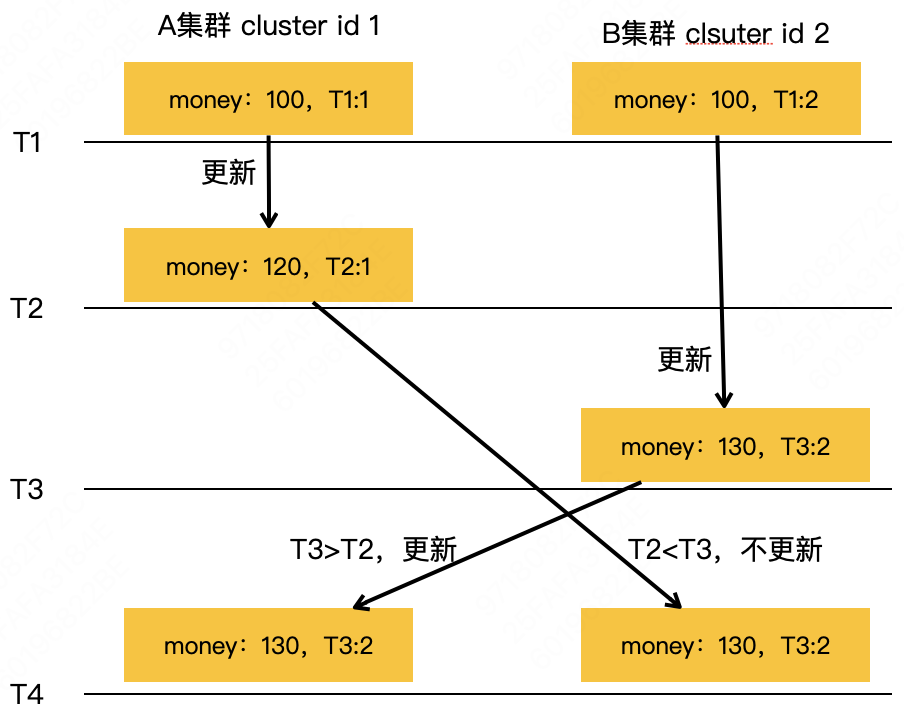 A集群 cluster id 1
B集群 clsuter id 2
money：100，T1:1
money：100，T1:2
T1
更新
money：120，T2:1
T2
更新
money：130，T3:2
T3
T3>T2，更新
T2<T3，不更新
money：130，T3:2
money：130，T3:2
T4